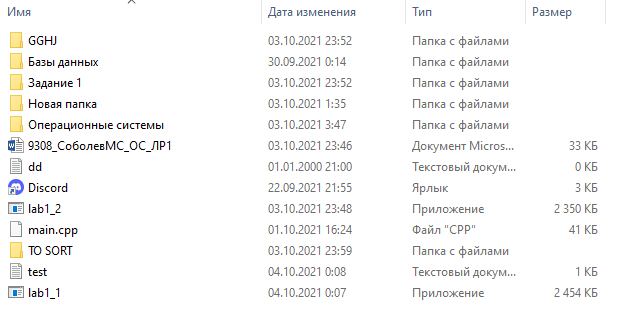 Имя Дата изменения Тип Размер
GGHJ 03.10.2021 23:52 Папка с файлами
Базы данных 30.09.2021 0:14 Папка с файлами
Задание 1 03.10.2021 23:52 Папка с файлами
Новая папка 03.10.2021 1:35 Папка с файлами
Операционные системы 03.10.2021 3:47 Папка с файлами
9308_СоболевМС_ОС_ЛР1 03.10.2021 23:46 Документ Micros... 33 КБ
dd 01.01.2000 21:00 Текстовый докум... 0 КБ
Discord 22.09.2021 21:55 Ярлык 3 КБ
lab1_2 03.10.2021 23:48 Приложение 2 350 КБ
main.cpp 01.10.2021 16:24 Файл "CPP" 41 КБ
TO SORT 03.10.2021 23:59 Папка с файлами
test 04.10.2021 0:08 Текстовый докум... 1 КБ
lab1_1 04.10.2021 0:07 Приложение 2 454 КБ